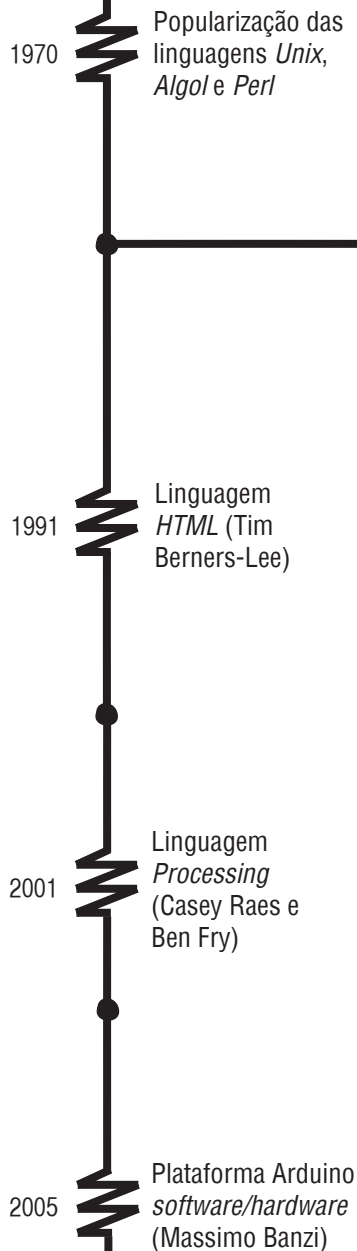 1970
Popularização das
linguagens Unix,
Algol e Perl
1991
Linguagem
HTML (Tim
Berners-Lee)
2001
Linguagem
Processing
(Casey Raes e
Ben Fry)
2005
Plataforma Arduino
software/hardware
(Massimo Banzi)